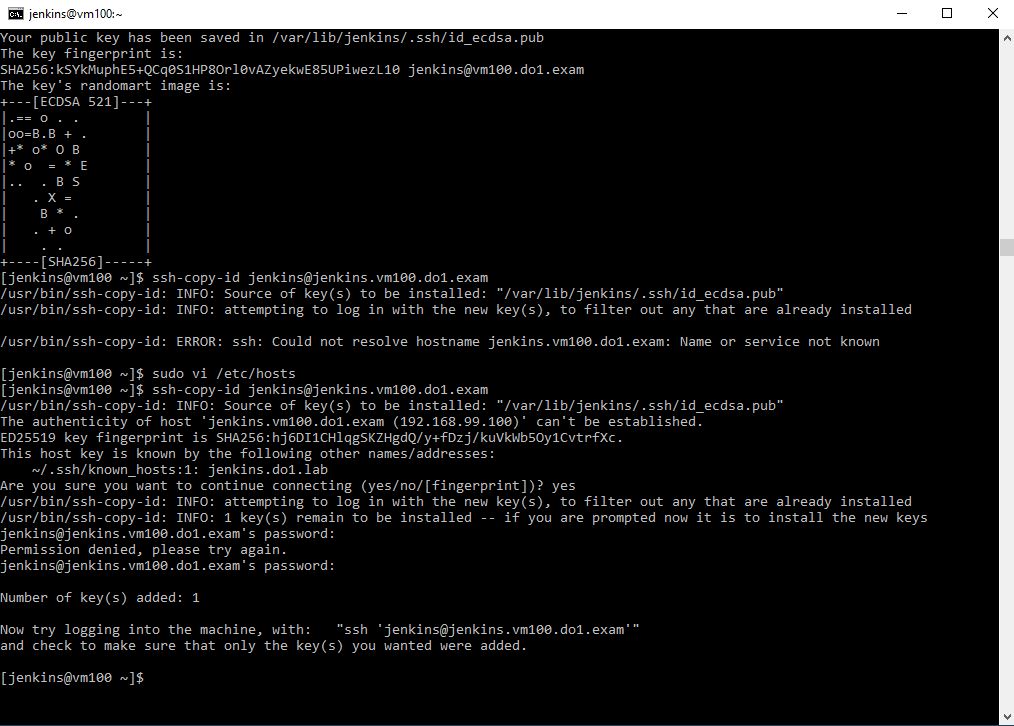 jenkins@vm100:~
Your public key has been saved in /var/lib/jenkins/.ssh/id_ecdsa.pub
The key fingerprint is:
SHA256:kSYkMuphE5+QCq0S1HP8Orl0vAZyekwE85UPiwezL10 jenkins@vm100.do1.exam
The key's randomart image is:
+---[ECDSA 521]---+
|.== o . .        |
|oo=B.B + .       |
|+* o* O B        |
|* o  = * E       |
|..  . B S        |
|   . X =         |
|    B * .        |
|   . + o         |
|    . .          |
+----[SHA256]-----+
[jenkins@vm100 ~]$ ssh-copy-id jenkins@jenkins.vm100.do1.exam
/usr/bin/ssh-copy-id: INFO: Source of key(s) to be installed: "/var/lib/jenkins/.ssh/id_ecdsa.pub"
/usr/bin/ssh-copy-id: INFO: attempting to log in with the new key(s), to filter out any that are already installed
/usr/bin/ssh-copy-id: ERROR: ssh: Could not resolve hostname jenkins.vm100.do1.exam: Name or service not known
[jenkins@vm100 ~]$ sudo vi /etc/hosts
[jenkins@vm100 ~]$ ssh-copy-id jenkins@jenkins.vm100.do1.exam
/usr/bin/ssh-copy-id: INFO: Source of key(s) to be installed: "/var/lib/jenkins/.ssh/id_ecdsa.pub"
The authenticity of host 'jenkins.vm100.do1.exam (192.168.99.100)' can't be established.
ED25519 key fingerprint is SHA256:hj6DI1CHlqgSKZHgdQ/y+fDzj/kuVkWb5Oy1CvtrfXc.
This host key is known by the following other names/addresses:
    ~/.ssh/known_hosts:1: jenkins.do1.lab
Are you sure you want to continue connecting (yes/no/[fingerprint])? yes
/usr/bin/ssh-copy-id: INFO: attempting to log in with the new key(s), to filter out any that are already installed
/usr/bin/ssh-copy-id: INFO: 1 key(s) remain to be installed -- if you are prompted now it is to install the new keys
jenkins@jenkins.vm100.do1.exam's password:
Permission denied, please try again.
jenkins@jenkins.vm100.do1.exam's password:
Number of key(s) added: 1
Now try logging into the machine, with:   "ssh 'jenkins@jenkins.vm100.do1.exam'"
and check to make sure that only the key(s) you wanted were added.
[jenkins@vm100 ~]$